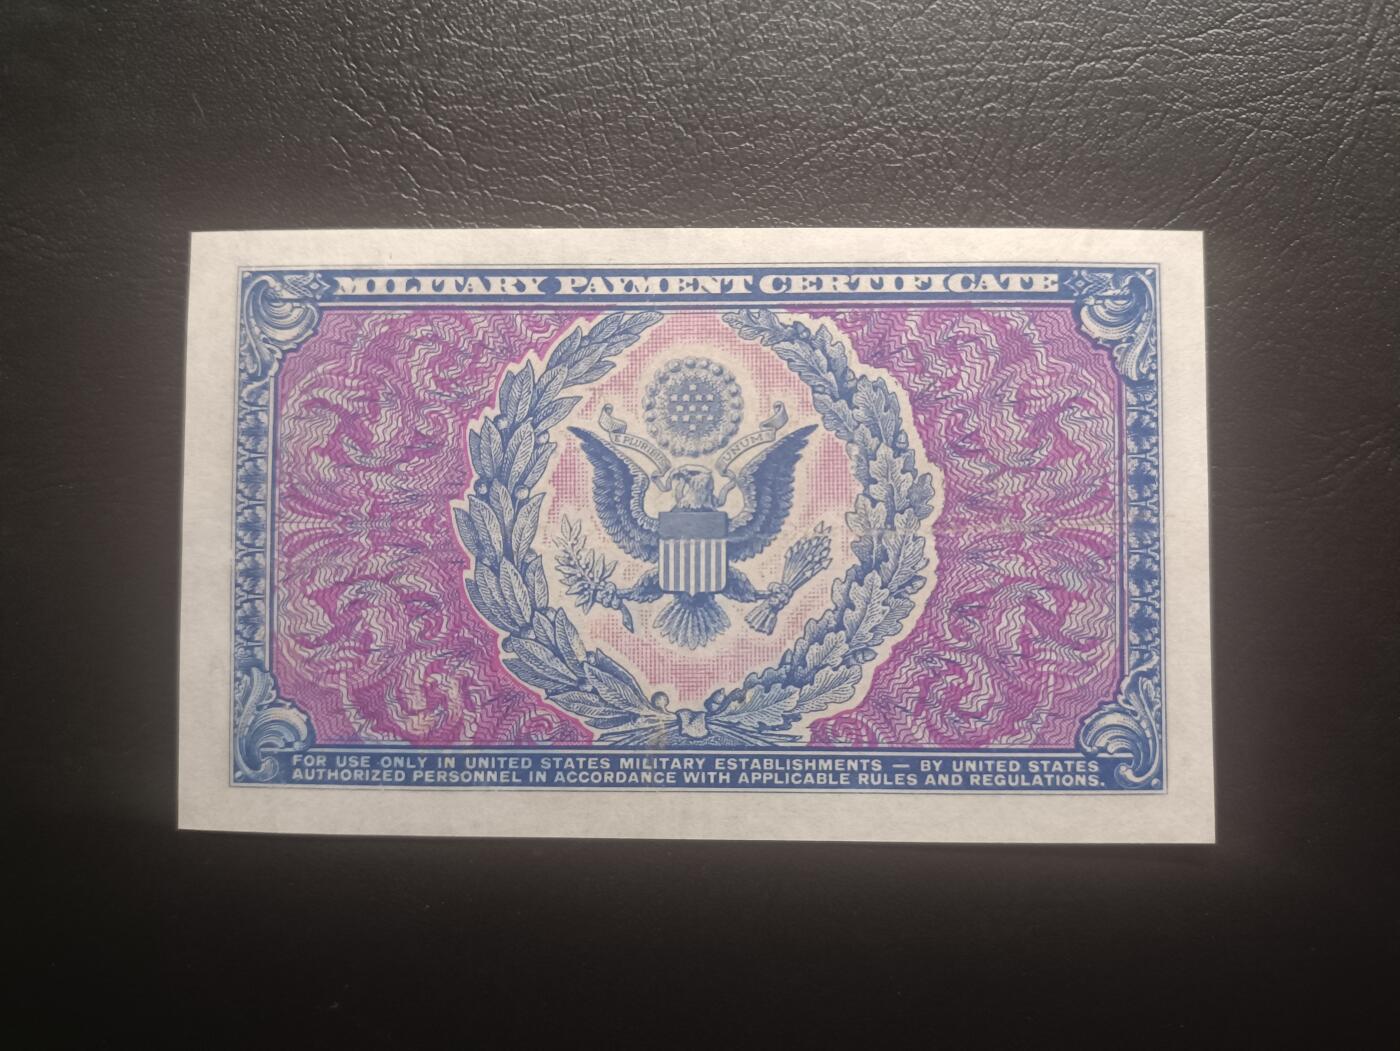 MILITARY PAYMENT CERTIFICATE
E PLURIBUS UNUM
FOR USE ONLY IN UNITED STATES MILITARY ESTABLISHMENTS — BY UNITED STATES
AUTHORIZED PERSONNEL IN ACCORDANCE WITH APPLICABLE RULES AND REGULATIONS.